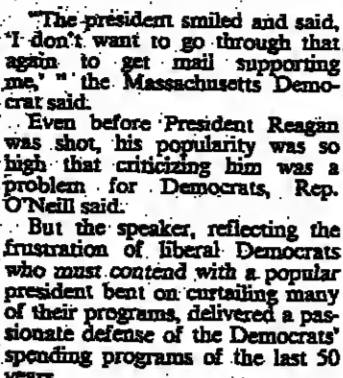 "The president smiled and said,
'I don't want to go through that
again to get mail supporting
me,' " the Massachusetts Demo-
crat said.
Even before President Reagan
was shot, his popularity was so
high that criticizing him was a
problem for Democrats, Rep.
O'Neill said.
But the speaker, reflecting the
frustration of liberal Democrats
who must contend with a popular
president bent on curtailing many
of their programs, delivered a pas-
sionate defense of the Democrats'
spending programs of the last 50
years